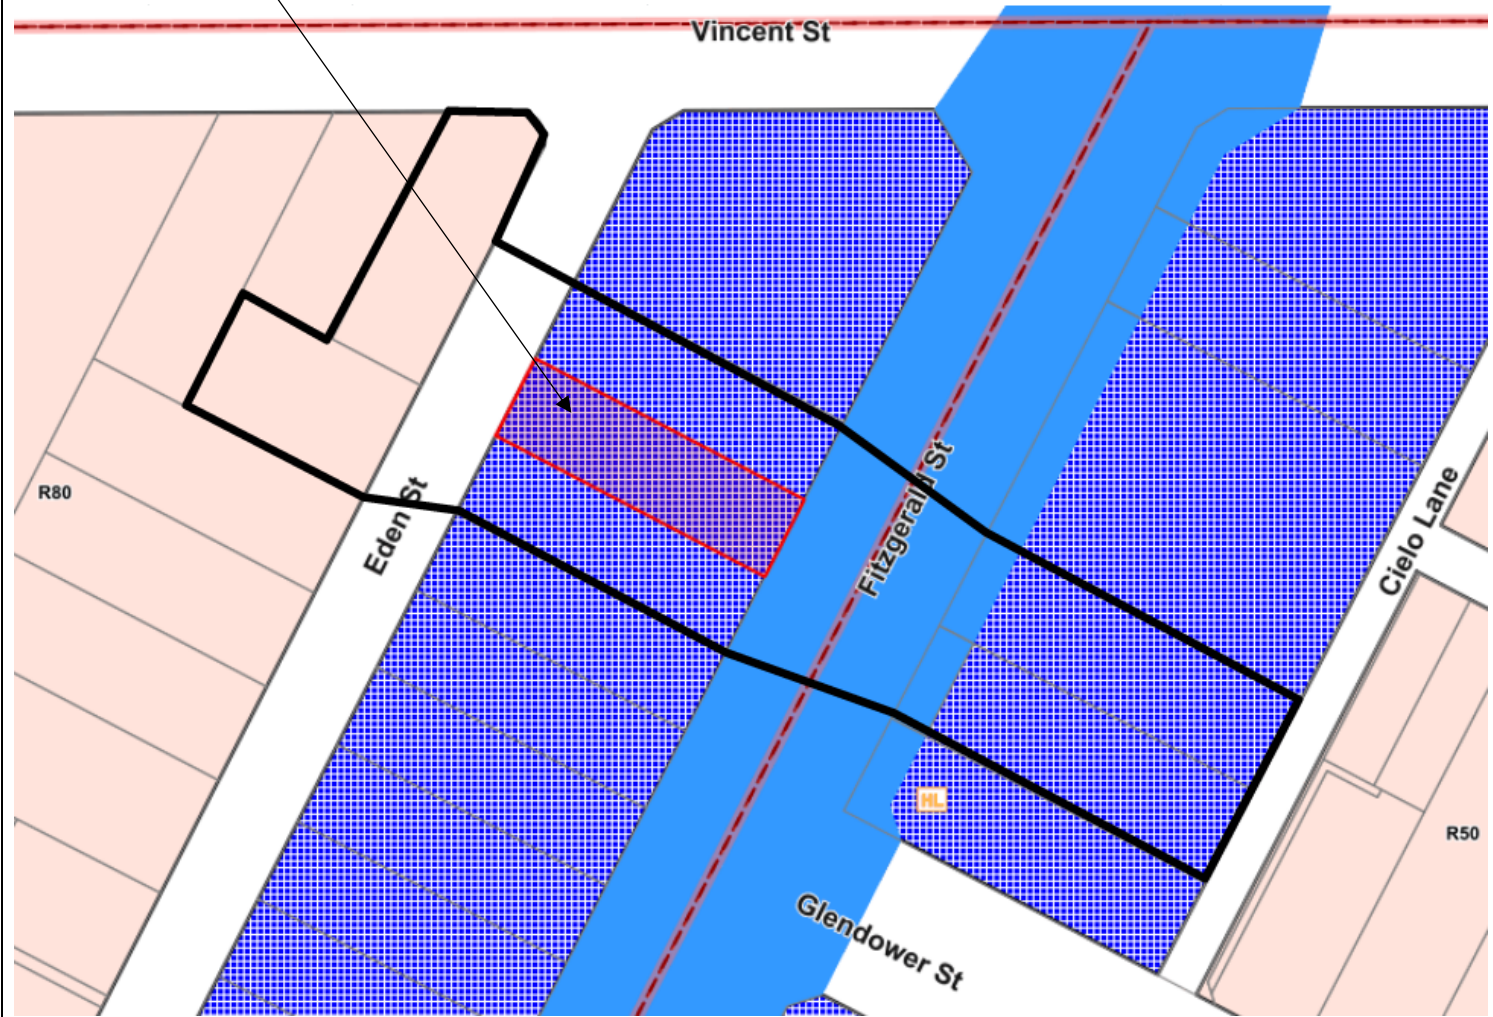 Vincent St
Fitzgerald St
Cielo Lane
R80
Eden St
HL
R50
Glendower St